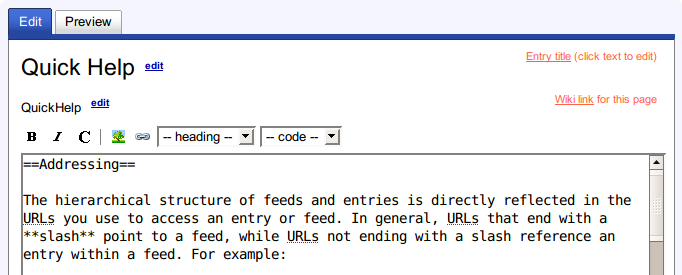 Edit Preview
Quick Help edit Entry title (click text to edit)
QuickHelp edit Wiki link for this page
B I C -- heading -- -- code --
==Addressing==
The hierarchical structure of feeds and entries is directly reflected in the
URLs you use to access an entry or feed. In general, URLs that end with a
**slash** point to a feed, while URLs not ending with a slash reference an
entry within a feed. For example: